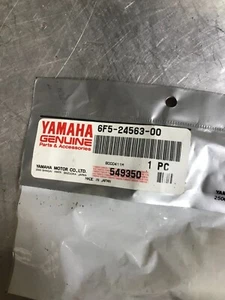 YAMAHA
GENUINE
Parts & Accessories
6F5-24563-00
1 PC
YAMAHA MOTOR CO., LTD.
549350
MADE IN JAPAN